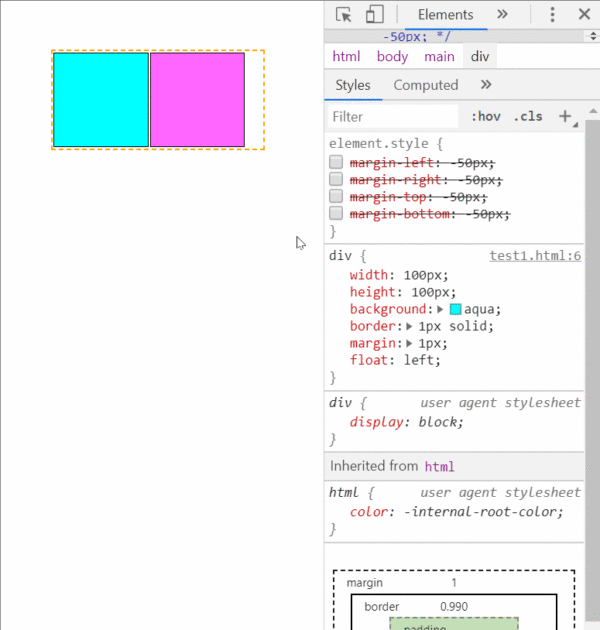 Elements
-50px; */
html body main div
Styles Computed
Filter :hov .cls
element.style {
margin-left: -50px;
margin-right: -50px;
margin-top: -50px;
margin-bottom: -50px;
}
div { test1.html:6
width: 100px;
height: 100px;
background: aqua;
border: 1px solid;
margin: 1px;
float: left;
}
div { user agent stylesheet
display: block;
}
Inherited from html
html { user agent stylesheet
color: -internal-root-color;
}
margin 1
border 0.990
padding